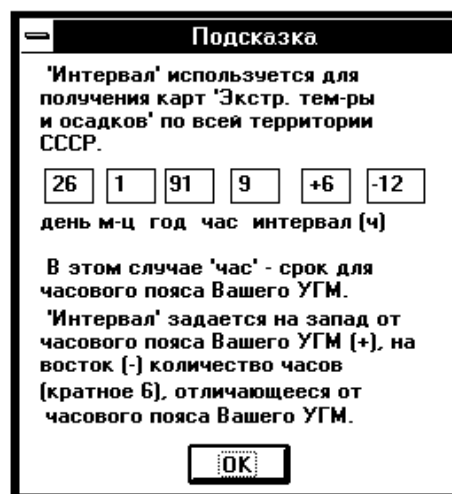 Подсказка
'Интервал' используется для
получения карт 'Экстр. тем-ры
и осадков' по всей территории
СССР.
26 1 91 9 +6 -12
день м-ц год час интервал (ч)
В этом случае 'час' - срок для
часового пояса Вашего УГМ.
'Интервал' задается на запад от
часового пояса Вашего УГМ (+), на
восток (-) количество часов
(кратное 6), отличающееся от
часового пояса Вашего УГМ.
OK